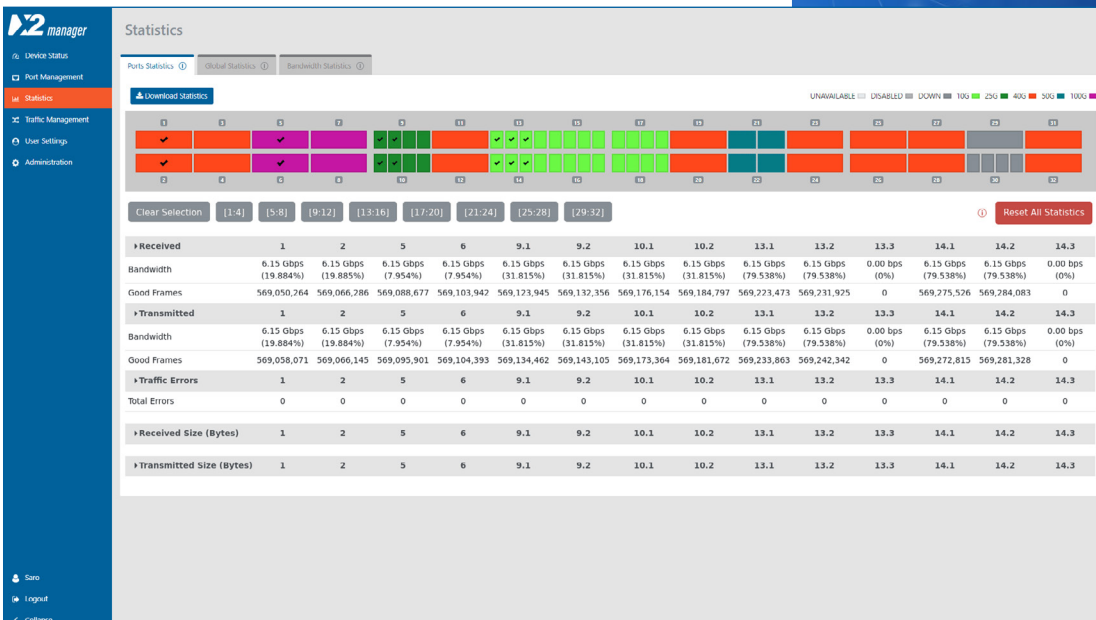 X2 manager
Statistics
Device Status
Port Management
Statistics
Traffic Management
User Settings
Administration
Ports Statistics
Global Statistics
Bandwidth Statistics
Download Statistics
UNAVAILABLE DISABLED DOWN 10G 25G 40G 50G 100G
1 3 5 7 9 11 13 15 17 19 21 23 25 27 29 31
2 4 6 8 10 12 14 16 18 20 22 24 26 28 30 32
Clear Selection [1:4] [5:8] [9:12] [13:16] [17:20] [21:24] [25:28] [29:32] Reset All Statistics
Received 1 2 5 6 9.1 9.2 10.1 10.2 13.1 13.2 13.3 14.1 14.2 14.3
Bandwidth 6.15 Gbps 6.15 Gbps 6.15 Gbps 6.15 Gbps 6.15 Gbps 6.15 Gbps 6.15 Gbps 6.15 Gbps 6.15 Gbps 6.15 Gbps 0.00 bps 6.15 Gbps 6.15 Gbps 0.00 bps
(19.884%) (19.885%) (7.954%) (7.954%) (31.815%) (31.815%) (31.815%) (31.815%) (79.538%) (79.538%) (0%) (79.538%) (79.538%) (0%)
Good Frames 569,050,264 569,066,286 569,088,677 569,103,942 569,123,945 569,132,356 569,176,154 569,184,797 569,223,473 569,231,925 0 569,275,526 569,284,083 0
Transmitted 1 2 5 6 9.1 9.2 10.1 10.2 13.1 13.2 13.3 14.1 14.2 14.3
Bandwidth 6.15 Gbps 6.15 Gbps 6.15 Gbps 6.15 Gbps 6.15 Gbps 6.15 Gbps 6.15 Gbps 6.15 Gbps 6.15 Gbps 6.15 Gbps 0.00 bps 6.15 Gbps 6.15 Gbps 0.00 bps
(19.884%) (19.884%) (7.954%) (7.954%) (31.815%) (31.815%) (31.815%) (31.815%) (79.538%) (79.538%) (0%) (79.538%) (79.538%) (0%)
Good Frames 569,058,071 569,066,145 569,095,901 569,104,393 569,134,462 569,143,105 569,173,364 569,181,672 569,233,863 569,242,342 0 569,272,815 569,281,328 0
Traffic Errors 1 2 5 6 9.1 9.2 10.1 10.2 13.1 13.2 13.3 14.1 14.2 14.3
Total Errors 0 0 0 0 0 0 0 0 0 0 0 0 0 0
Received Size (Bytes) 1 2 5 6 9.1 9.2 10.1 10.2 13.1 13.2 13.3 14.1 14.2 14.3
Transmitted Size (Bytes) 1 2 5 6 9.1 9.2 10.1 10.2 13.1 13.2 13.3 14.1 14.2 14.3
Saro
Logout
Collapse